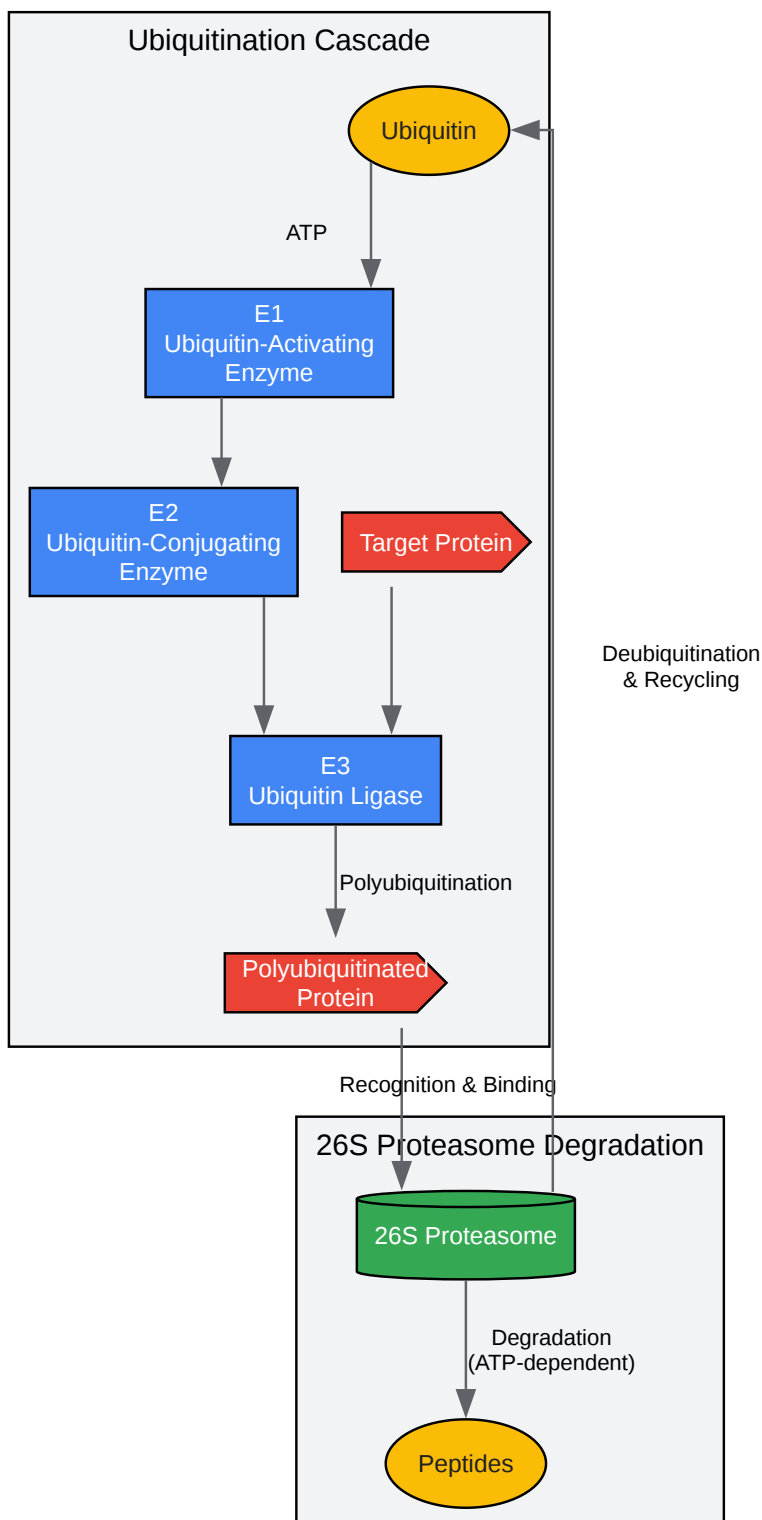 Ubiquitination Cascade
Ubiquitin
ATP
E1
Ubiquitin-Activating
Enzyme
E2
Ubiquitin-Conjugating
Enzyme
Target Protein
Deubiquitination
& Recycling
E3
Ubiquitin Ligase
Polyubiquitination
Polyubiquitinated
Protein
Recognition & Binding
26S Proteasome Degradation
26S Proteasome
Degradation
(ATP-dependent)
Peptides